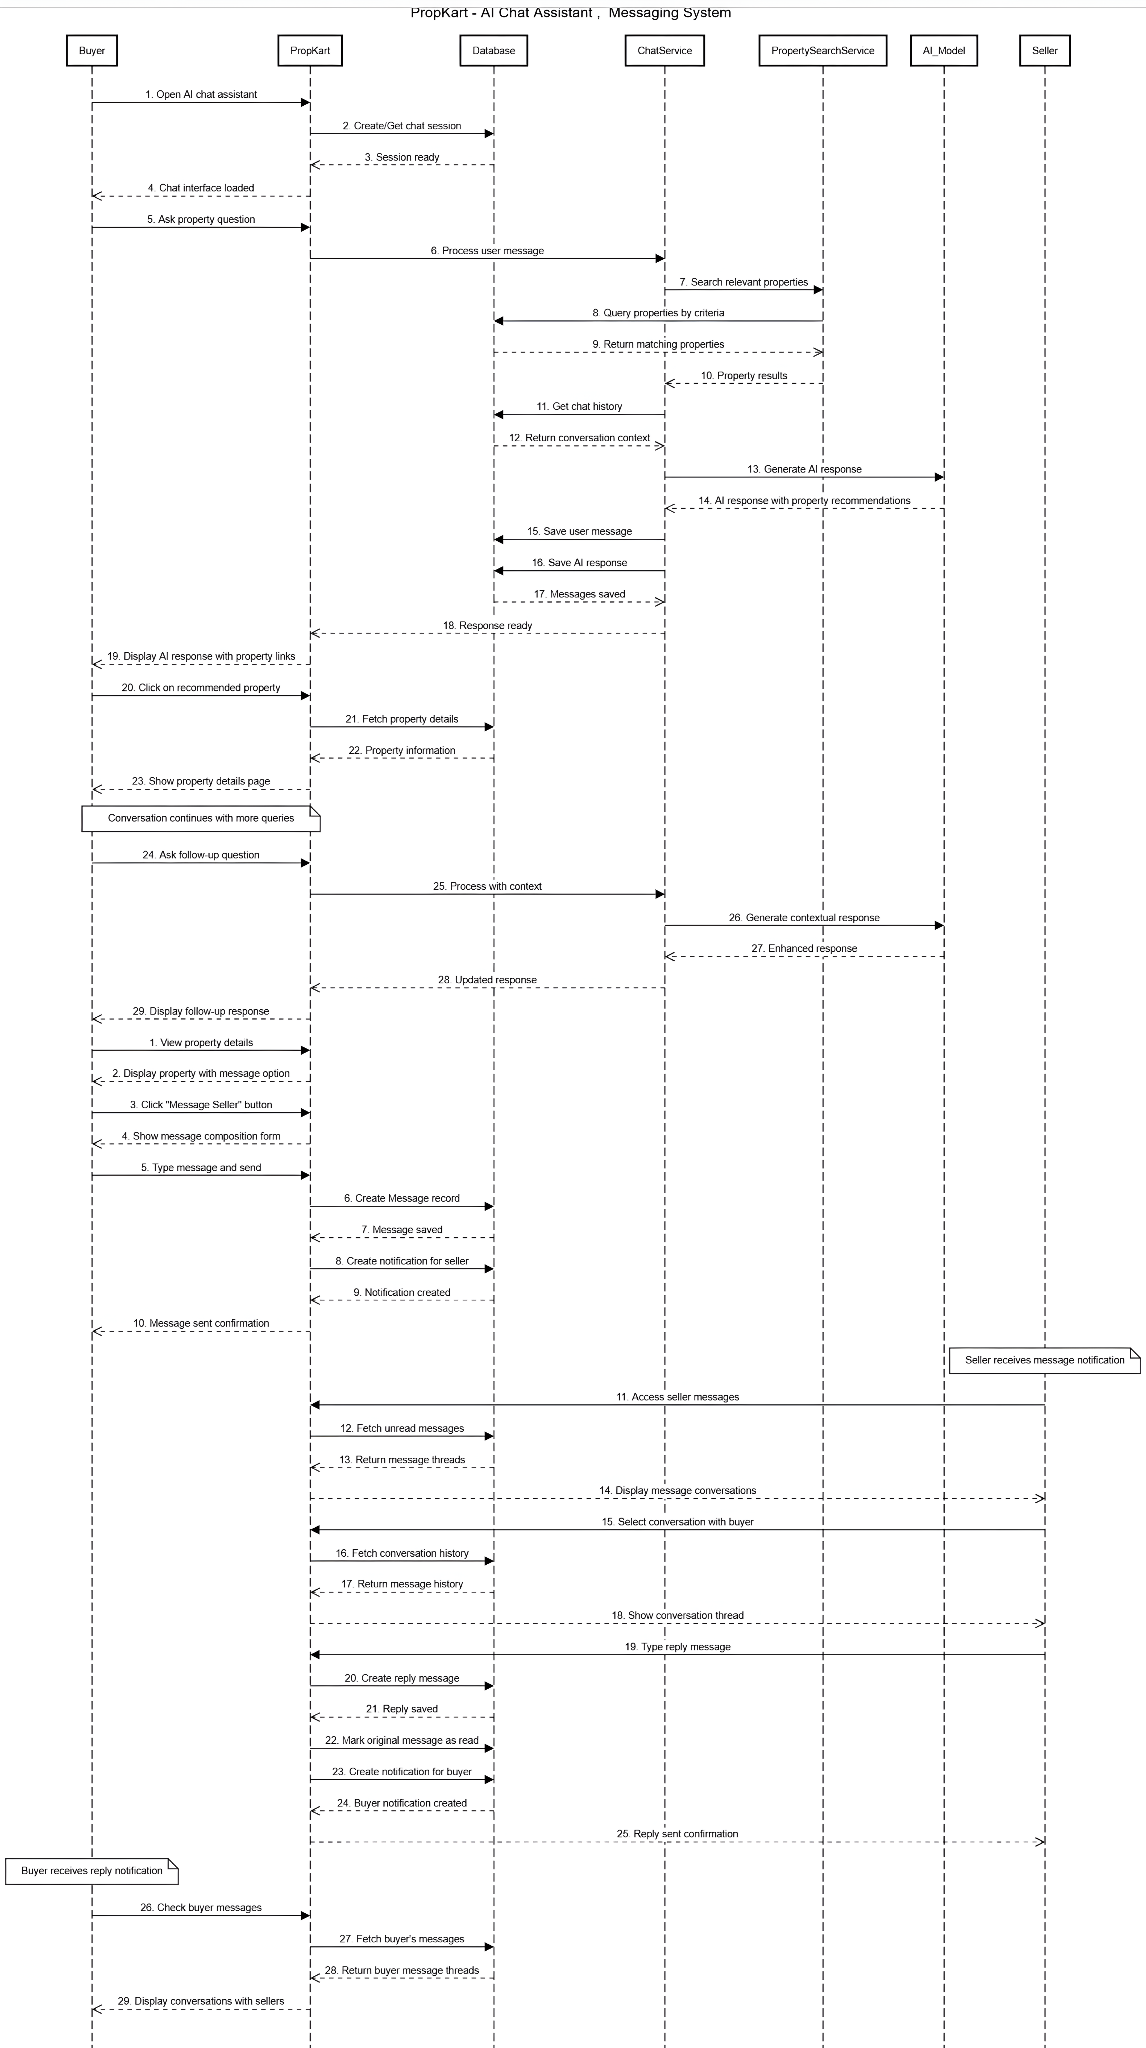 PropKart - AI Chat Assistant , Messaging System
Buyer
PropKart
Database
ChatService
PropertySearchService
AI_Model
Seller
1. Open AI chat assistant
2. Create/Get chat session
3. Session ready
4. Chat interface loaded
5. Ask property question
6. Process user message
7. Search relevant properties
8. Query properties by criteria
9. Return matching properties
10. Property results
11. Get chat history
12. Return conversation context
13. Generate AI response
14. AI response with property recommendations
15. Save user message
16. Save AI response
17. Messages saved
18. Response ready
19. Display AI response with property links
20. Click on recommended property
21. Fetch property details
22. Property information
23. Show property details page
Conversation continues with more queries
24. Ask follow-up question
25. Process with context
26. Generate contextual response
27. Enhanced response
28. Updated response
29. Display follow-up response
1. View property details
2. Display property with message option
3. Click "Message Seller" button
4. Show message composition form
5. Type message and send
6. Create Message record
7. Message saved
8. Create notification for seller
9. Notification created
10. Message sent confirmation
Seller receives message notification
11. Access seller messages
12. Fetch unread messages
13. Return message threads
14. Display message conversations
15. Select conversation with buyer
16. Fetch conversation history
17. Return message history
18. Show conversation thread
19. Type reply message
20. Create reply message
21. Reply saved
22. Mark original message as read
23. Create notification for buyer
24. Buyer notification created
25. Reply sent confirmation
Buyer receives reply notification
26. Check buyer messages
27. Fetch buyer's messages
28. Return buyer message threads
29. Display conversations with sellers